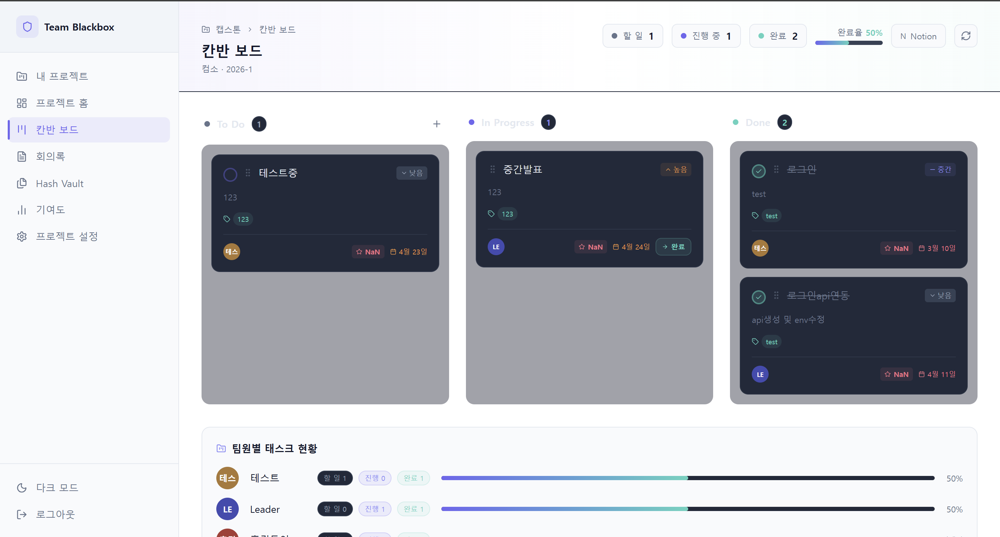 Team Blackbox
내 프로젝트
프로젝트 홈
칸반 보드
회의록
Hash Vault
기여도
프로젝트 설정
다크 모드
로그아웃
캡스톤 > 칸반 보드
칸반 보드
컴소 · 2026-1
할 일 1
진행 중 1
완료 2
완료율 50%
N Notion
To Do 1
테스트중
낮음
123
123
테스
NaN
4월 23일
In Progress 1
중간발표
높음
123
123
LE
NaN
4월 24일
→ 완료
Done 2
로그인
중간
test
test
테스
NaN
3월 10일
로그인api연동
낮음
api생성 및 env수정
test
LE
NaN
4월 11일
팀원별 태스크 현황
테스 테스트 할 일 1 진행 0 완료 1 50%
LE Leader 할 일 0 진행 1 완료 1 50%